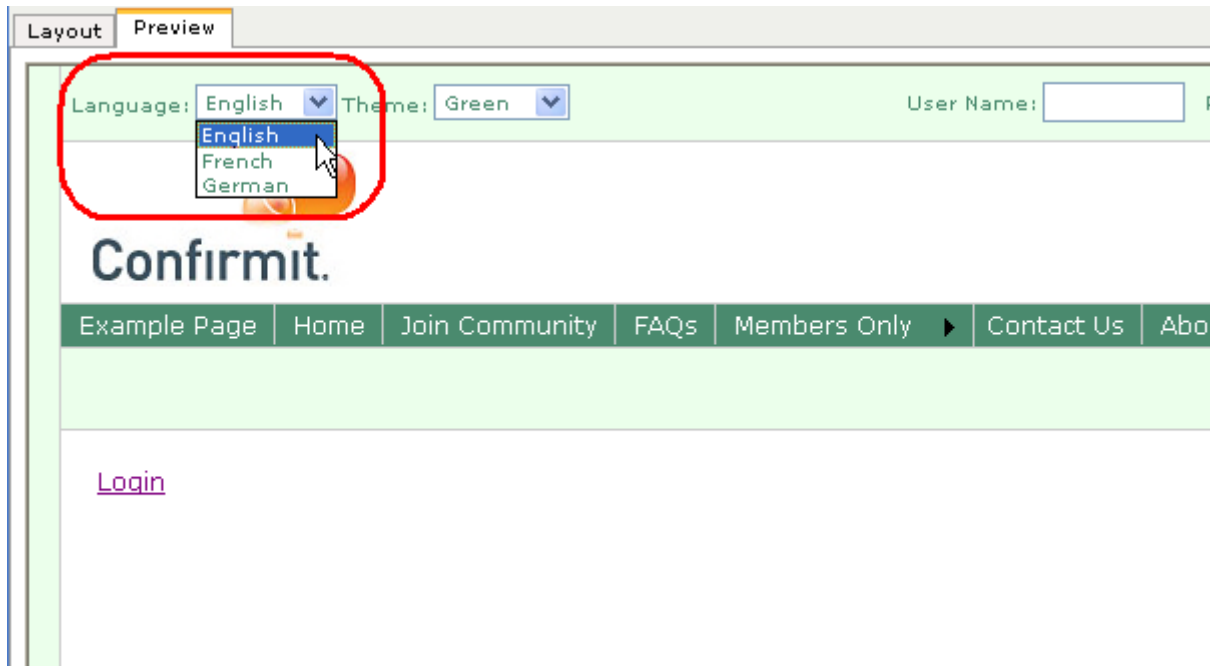 Layout Preview
Language: English Theme: Green User Name:
English
French
German
Confirmit.
Example Page Home Join Community FAQs Members Only Contact Us
Login